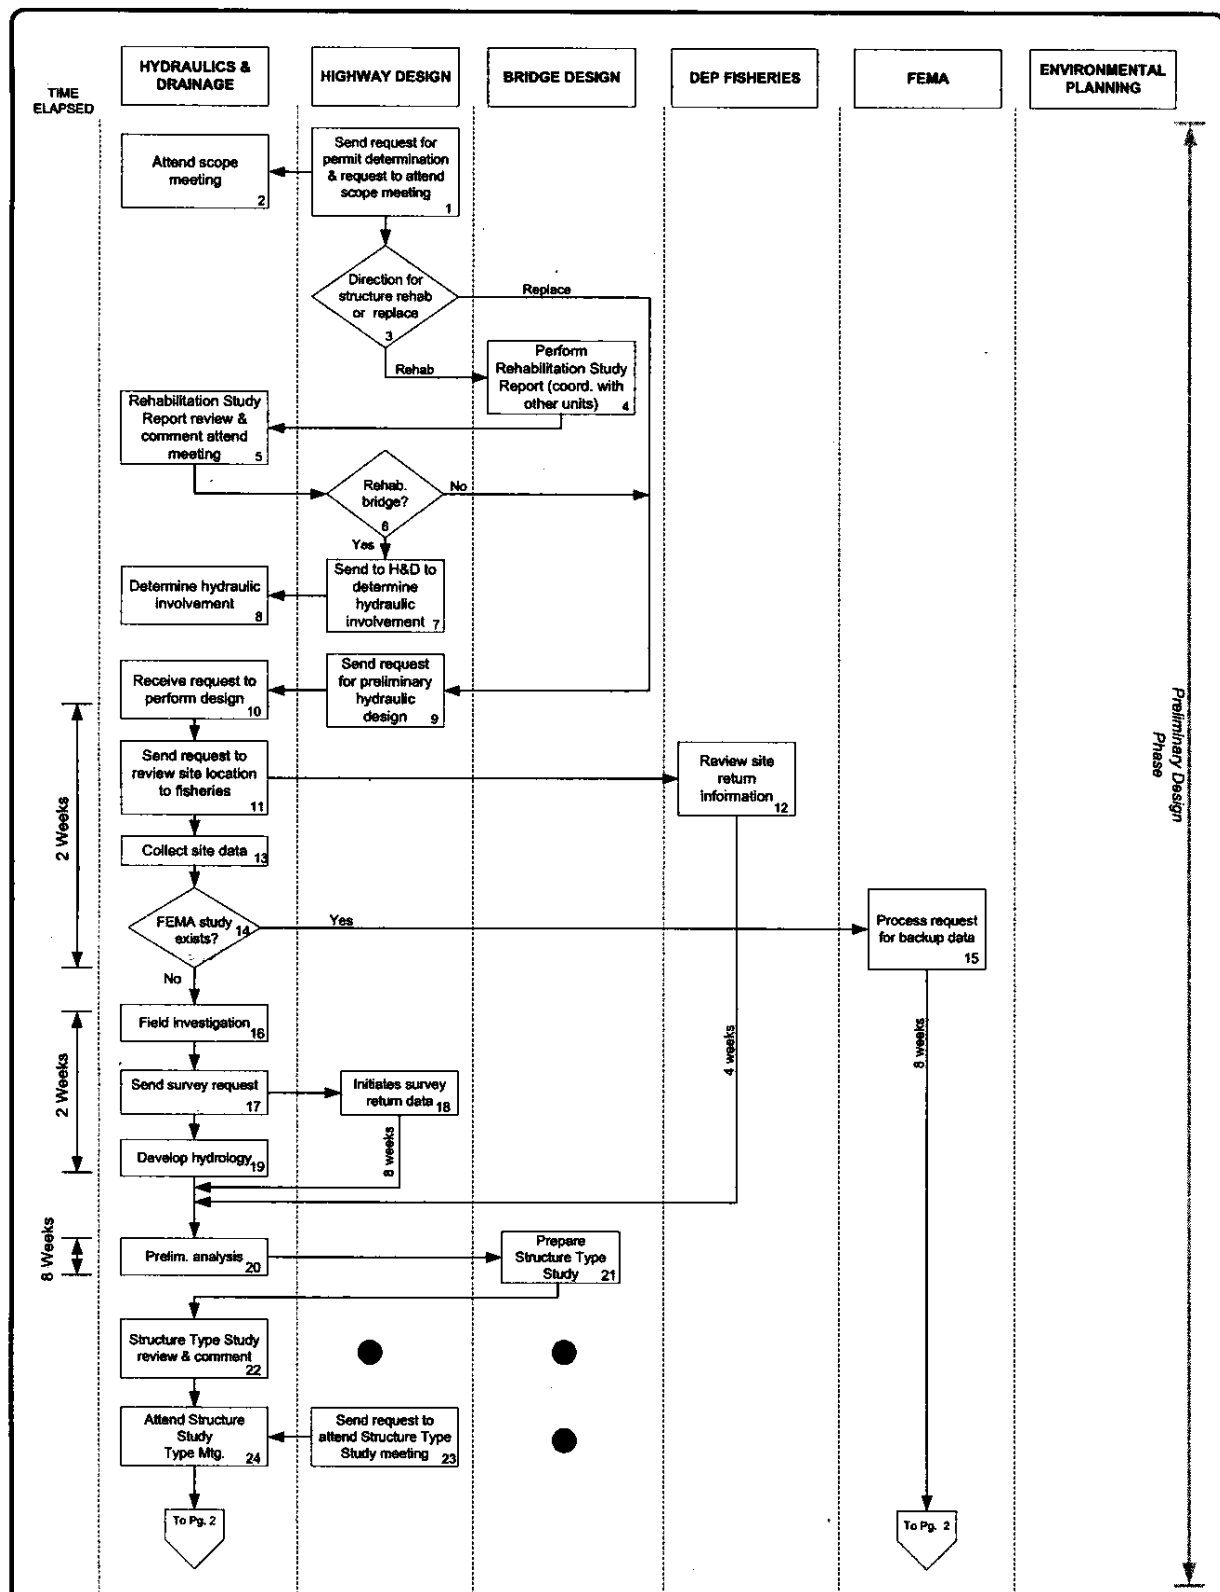 TIME
ELAPSED
HYDRAULICS &
DRAINAGE
HIGHWAY DESIGN
BRIDGE DESIGN
DEP FISHERIES
FEMA
ENVIRONMENTAL
PLANNING
Attend scope
meeting
2
Send request for
permit determination
& request to attend
scope meeting
1
Direction for
structure rehab
or replace
3
Replace
Rehab
Perform
Rehabilitation Study
Report (coord. with
other units)
4
Rehabilitation Study
Report review &
comment attend
meeting
5
Rehab.
bridge?
6
No
Yes
Send to H&D to
determine
hydraulic
involvement
7
Determine hydraulic
involvement
8
Send request
for preliminary
hydraulic
design
9
Receive request to
perform design
10
Send request to
review site location
to fisheries
11
Review site
return
information
12
Collect site data
13
2 Weeks
FEMA study
exists?
14
Yes
No
Process request
for backup data
15
Field investigation
16
Send survey request
17
Initiates survey
return data
18
2 Weeks
Develop hydrology
19
8 weeks
4 weeks
8 weeks
8 Weeks
Prelim. analysis
20
Prepare
Structure Type
Study
21
Structure Type Study
review & comment
22
Attend Structure
Study
Type Mtg.
24
Send request to
attend Structure Type
Study meeting
23
To Pg. 2
To Pg. 2
Preliminary Design
Phase